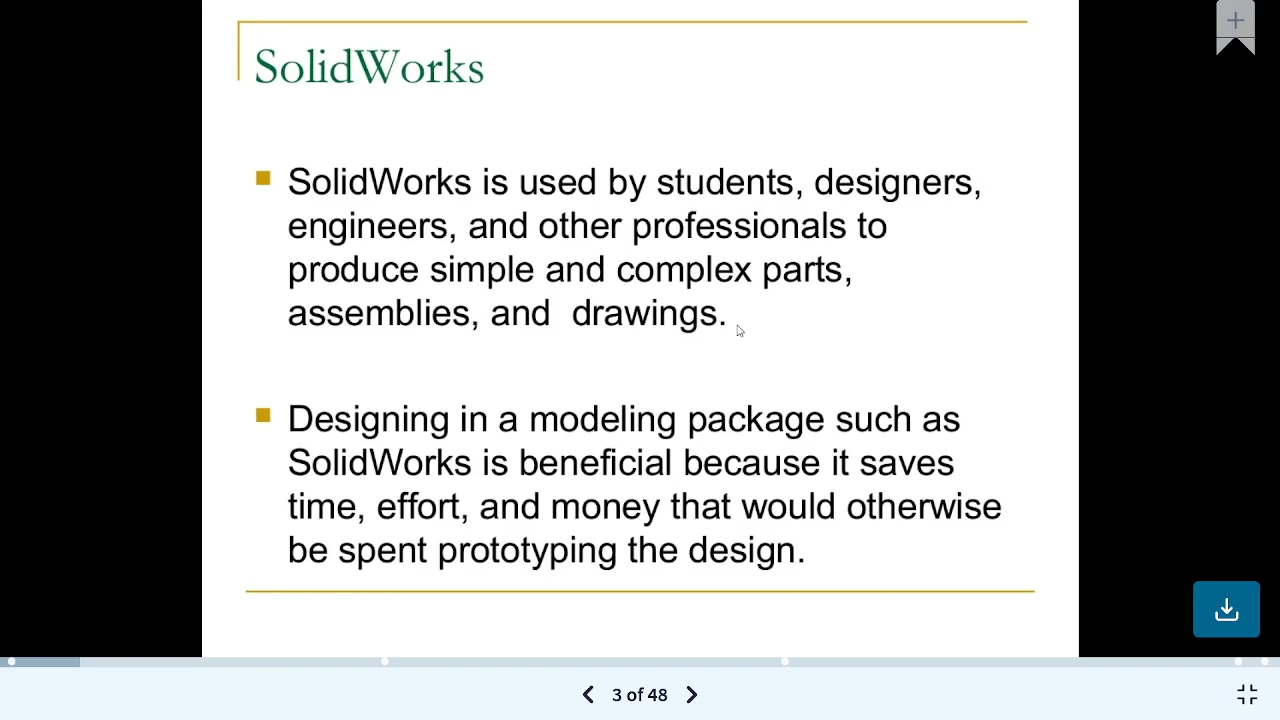 SolidWorks
SolidWorks is used by students, designers,
engineers, and other professionals to
produce simple and complex parts,
assemblies, and  drawings.
Designing in a modeling package such as
SolidWorks is beneficial because it saves
time, effort, and money that would otherwise
be spent prototyping the design.
3 of 48